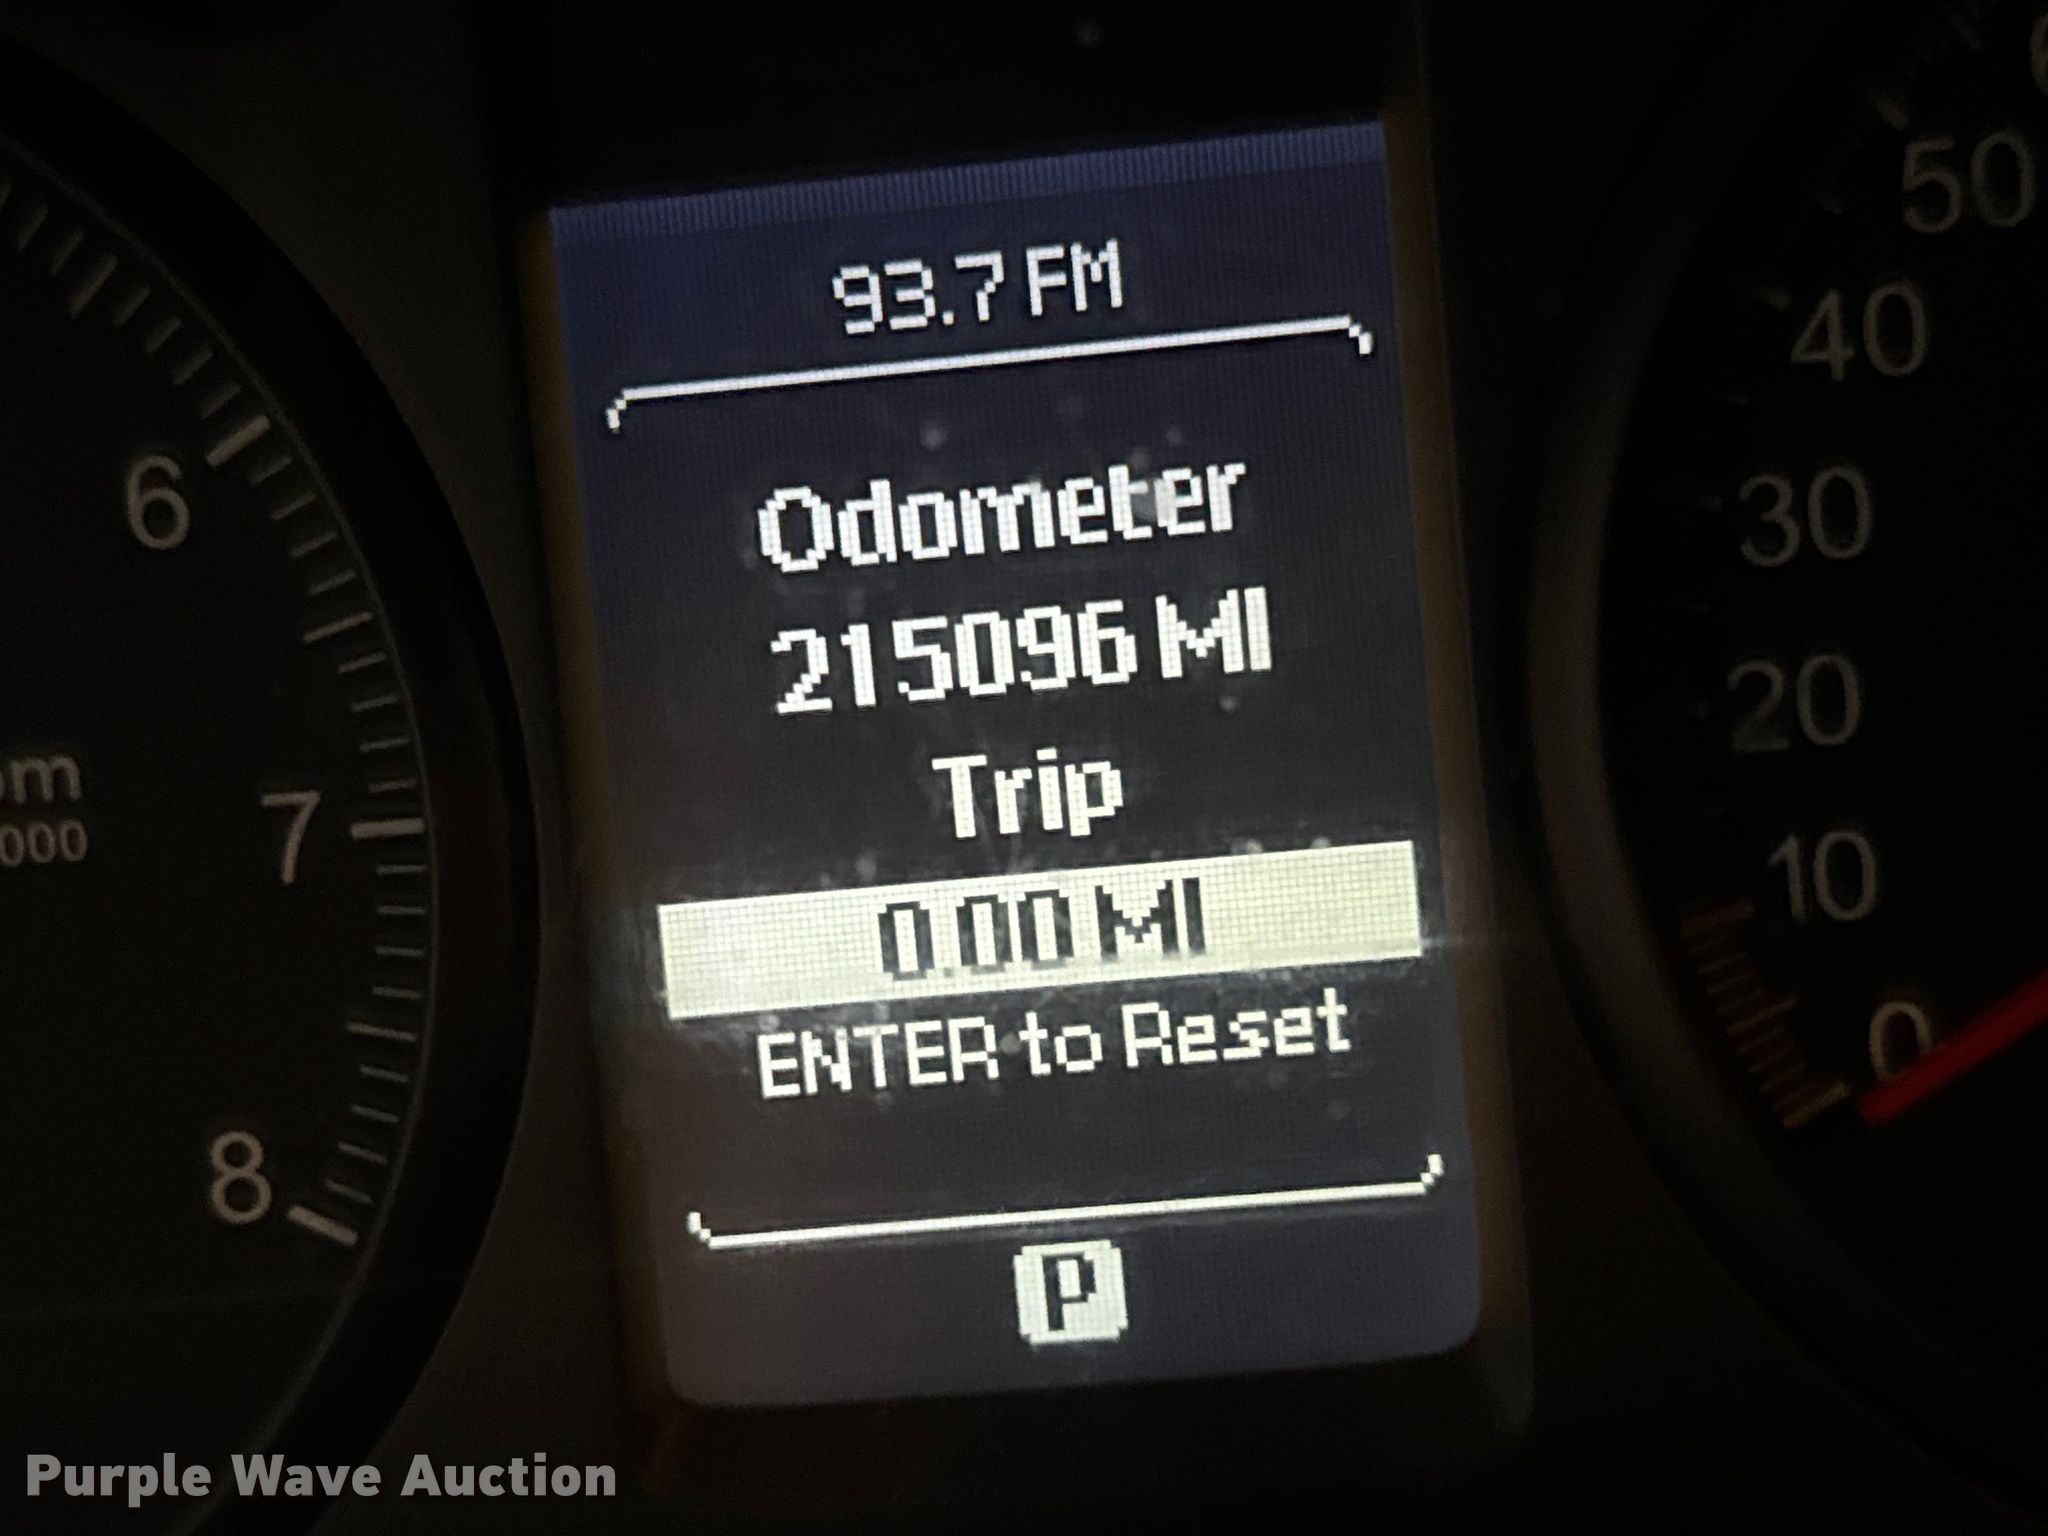 93.7 FM
Odometer
215096 MI
Trip
0.00 MI
ENTER to Reset
P
6
7
8
000
50
40
30
20
10
0
Purple Wave Auction